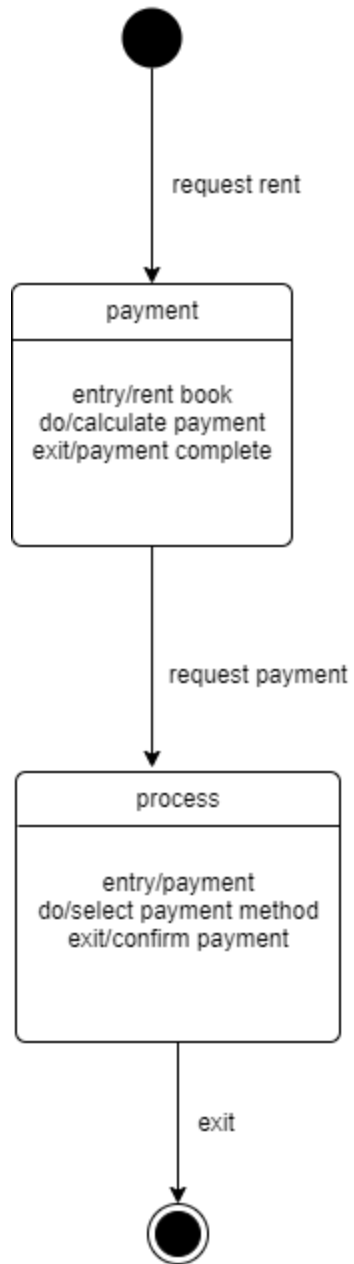 request rent
payment
entry/rent book
do/calculate payment
exit/payment complete
request payment
process
entry/payment
do/select payment method
exit/confirm payment
exit